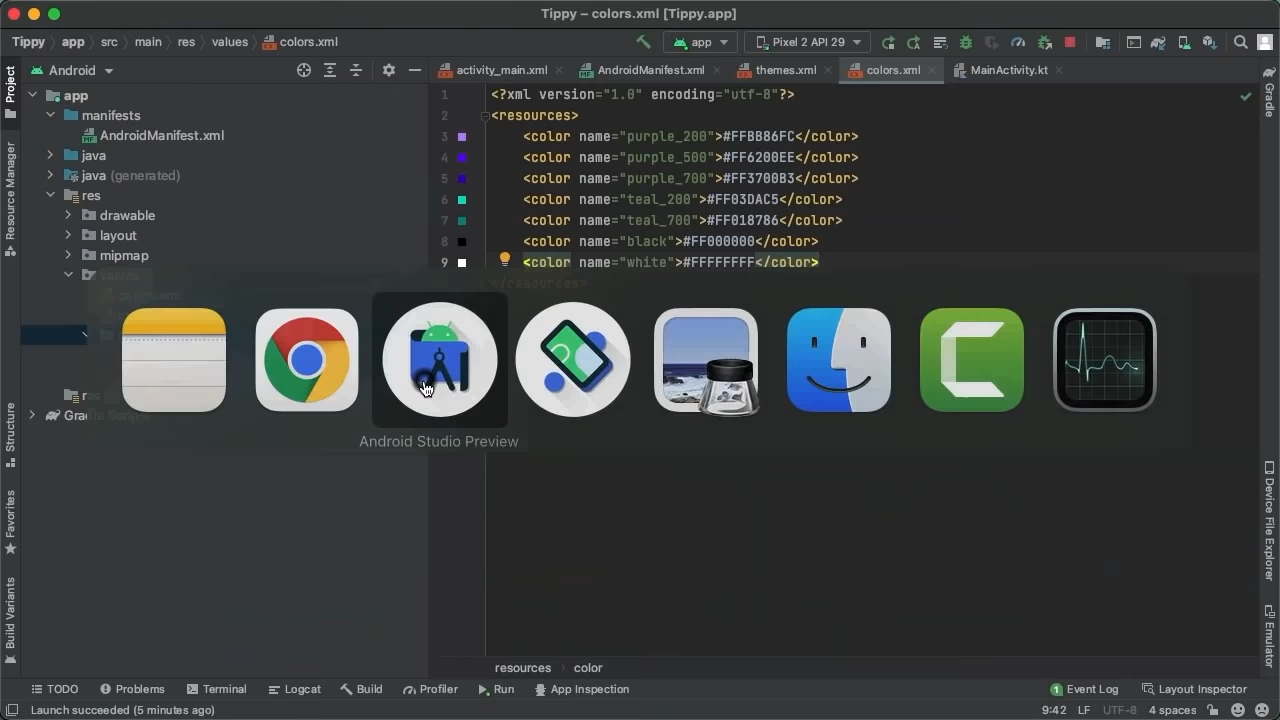 Tippy – colors.xml [Tippy.app]
Tippy app src main res values colors.xml
app Pixel 2 API 29
Android
activity_main.xml AndroidManifest.xml themes.xml colors.xml MainActivity.kt
Project
Resource Manager
Structure
Favorites
Build Variants
app
manifests
AndroidManifest.xml
java
java (generated)
res
drawable
layout
mipmap
1 <?xml version="1.0" encoding="utf-8"?>
2 <resources>
3 <color name="purple_200">#FFBB86FC</color>
4 <color name="purple_500">#FF6200EE</color>
5 <color name="purple_700">#FF3700B3</color>
6 <color name="teal_200">#FF03DAC5</color>
7 <color name="teal_700">#FF018786</color>
8 <color name="black">#FF000000</color>
9 <color name="white">#FFFFFFFF</color>
</resources>
Android Studio Preview
Gradle
Device File Explorer
Emulator
resources color
TODO Problems Terminal Logcat Build Profiler Run App Inspection 1 Event Log Layout Inspector
Launch succeeded (5 minutes ago) 9:42 LF UTF-8 4 spaces